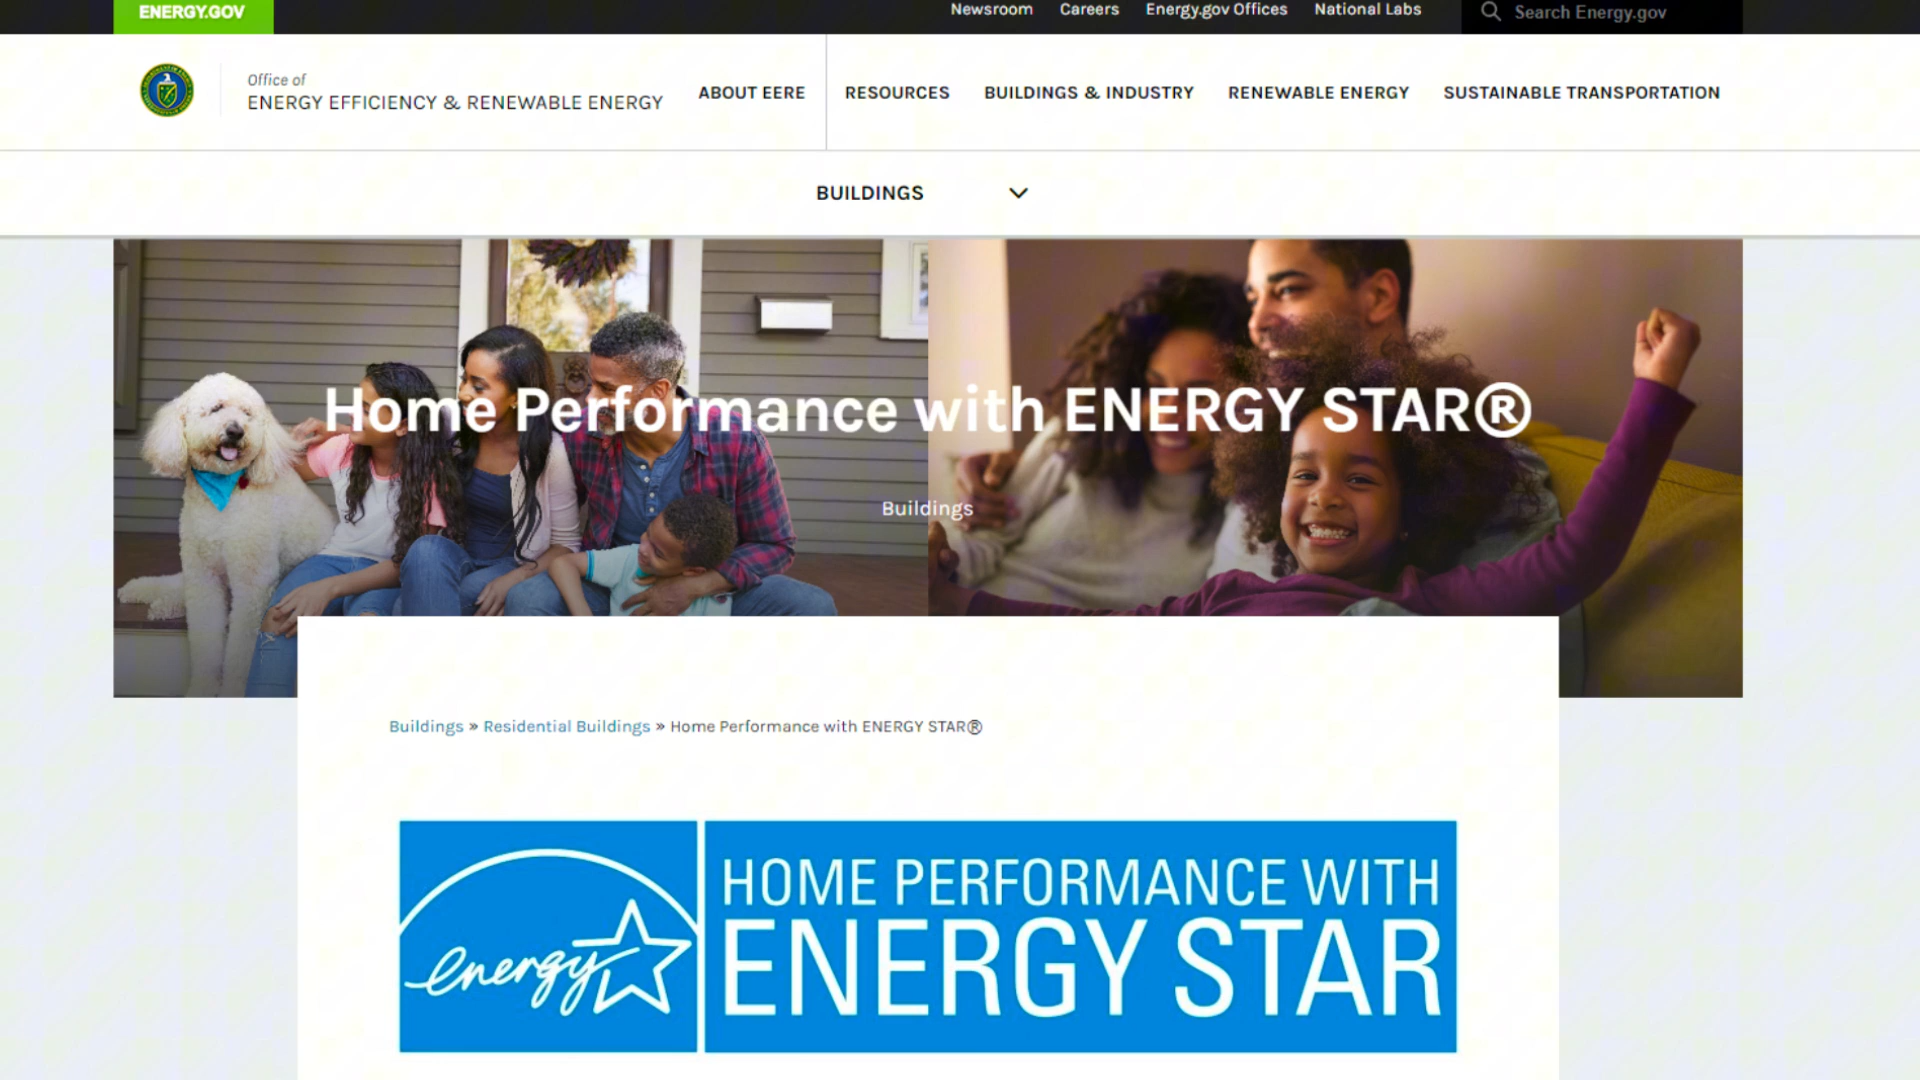 ENERGY.GOV
Newsroom Careers Energy.gov Offices National Labs Search Energy.gov
Office of
ENERGY EFFICIENCY & RENEWABLE ENERGY
ABOUT EERE RESOURCES BUILDINGS & INDUSTRY RENEWABLE ENERGY SUSTAINABLE TRANSPORTATION
BUILDINGS
Home Performance with ENERGY STAR®
Buildings
Buildings » Residential Buildings » Home Performance with ENERGY STAR®
energy
HOME PERFORMANCE WITH
ENERGY STAR